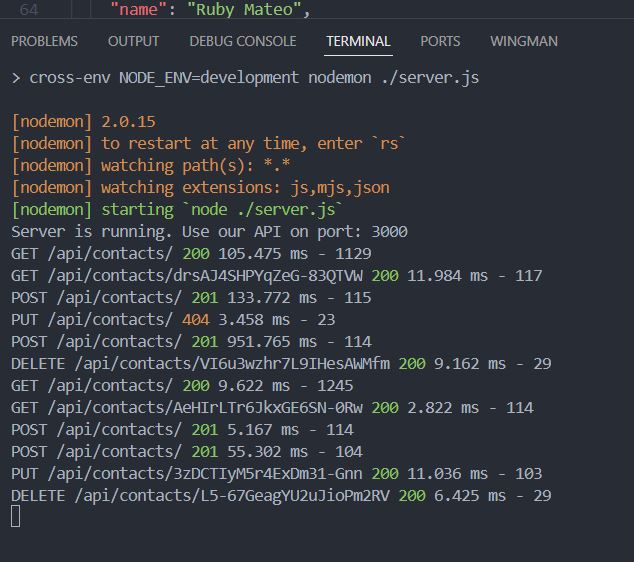 64 "name": "Ruby Mateo",
PROBLEMS OUTPUT DEBUG CONSOLE TERMINAL PORTS WINGMAN
> cross-env NODE_ENV=development nodemon ./server.js
[nodemon] 2.0.15
[nodemon] to restart at any time, enter `rs`
[nodemon] watching path(s): *.*
[nodemon] watching extensions: js,mjs,json
[nodemon] starting `node ./server.js`
Server is running. Use our API on port: 3000
GET /api/contacts/ 200 105.475 ms - 1129
GET /api/contacts/drsAJ4SHPYqZeG-83QTVW 200 11.984 ms - 117
POST /api/contacts/ 201 133.772 ms - 115
PUT /api/contacts/ 404 3.458 ms - 23
POST /api/contacts/ 201 951.765 ms - 114
DELETE /api/contacts/VI6u3wzhr7L9IHesAWMfm 200 9.162 ms - 29
GET /api/contacts/ 200 9.622 ms - 1245
GET /api/contacts/AeHIrLTr6JkxGE6SN-0Rw 200 2.822 ms - 114
POST /api/contacts/ 201 5.167 ms - 114
POST /api/contacts/ 201 55.302 ms - 104
PUT /api/contacts/3zDCTIyM5r4ExDm31-Gnn 200 11.036 ms - 103
DELETE /api/contacts/L5-67GeagYU2uJioPm2RV 200 6.425 ms - 29